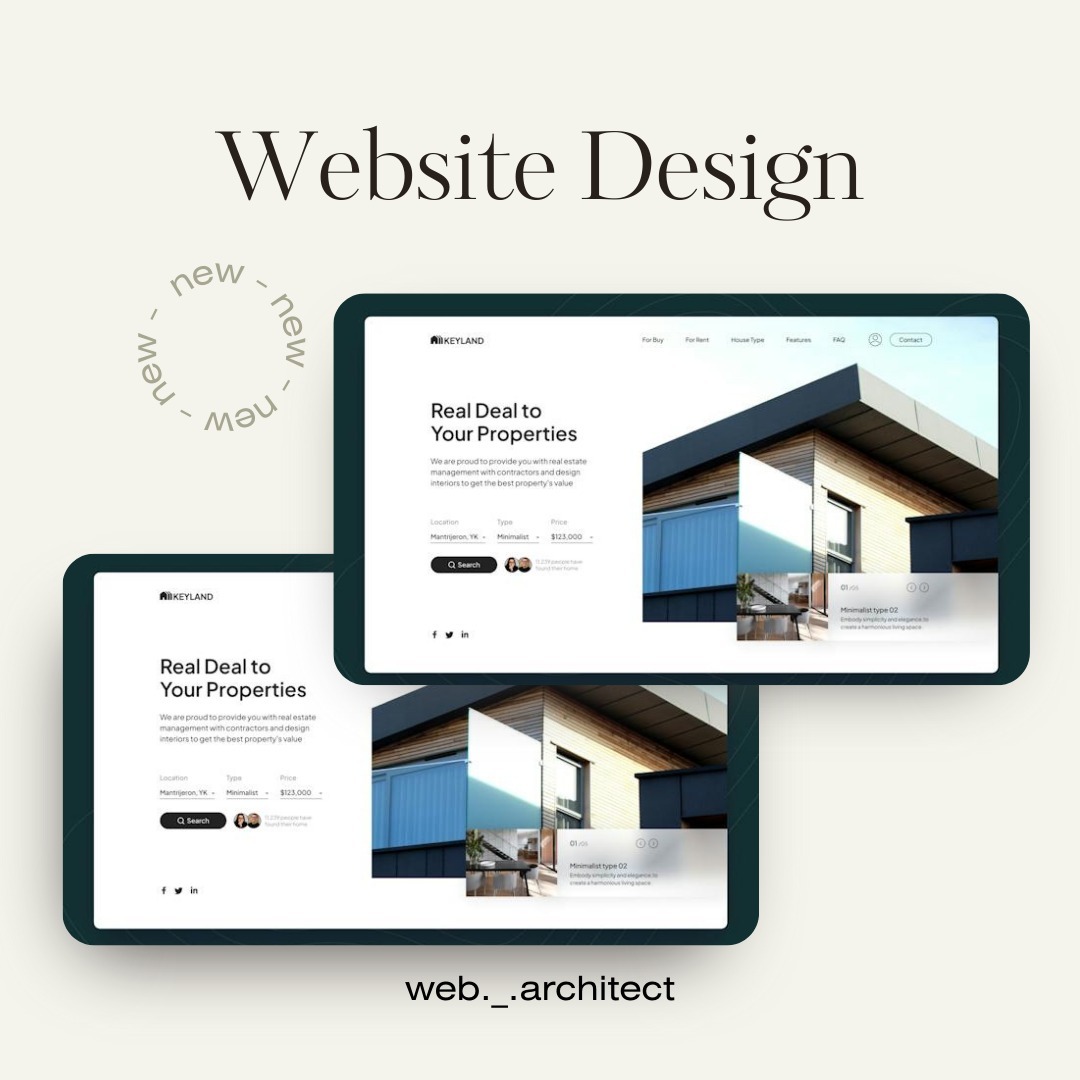 Website Design
new - new - new - new -
KEYLAND
For Buy
For Rent
House Type
Features
FAQ
Contact
Real Deal to
Your Properties
We are proud to provide you with real estate
management with contractors and design
interiors to get the best property's value
Location
Type
Price
Mantrijeron, YK
Minimalist
$123,000
Search
11,239 people have
found their home
01 /05
Minimalist type 02
Embody simplicity and elegance to
create a harmonious living space
KEYLAND
Real Deal to
Your Properties
We are proud to provide you with real estate
management with contractors and design
interiors to get the best property's value
Location
Type
Price
Mantrijeron, YK
Minimalist
$123,000
Search
11,239 people have
found their home
01 /05
Minimalist type 02
Embody simplicity and elegance to
create a harmonious living space
web._.architect